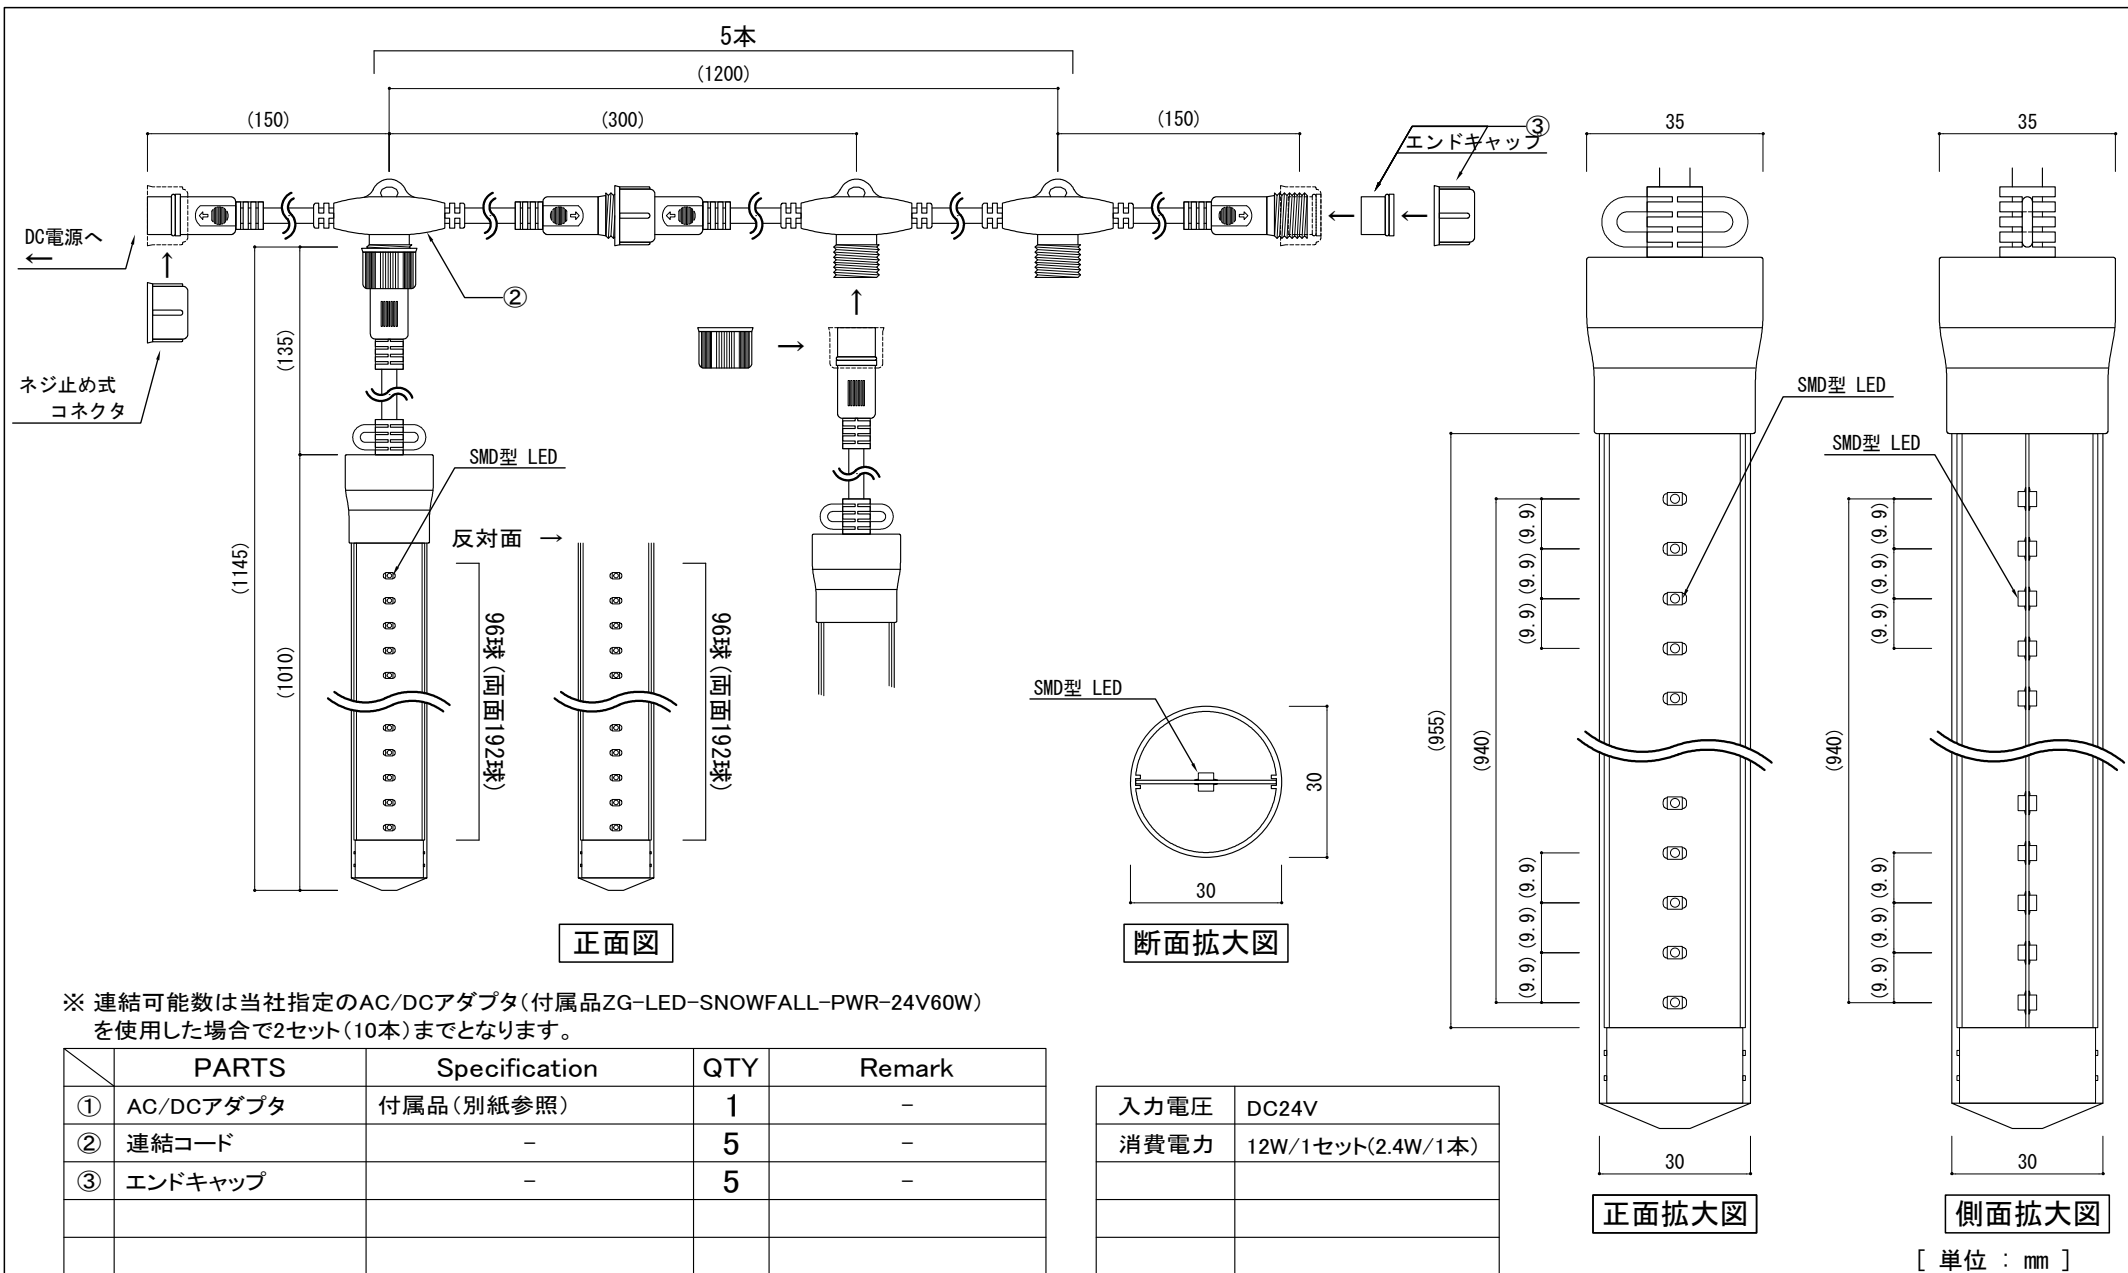 5本
(1200)
(150)
(300)
(150)
③
エンドキャップ
35
35
DC電源へ
←
②
ネジ止め式
コネクタ
(135)
(1145)
(1010)
SMD型 LED
反対面 →
96球(両面192球)
96球(両面192球)
SMD型 LED
30
30
SMD型 LED
SMD型 LED
(955)
(940)
(9.9)
(9.9)
(9.9)
(9.9)
(9.9)
(9.9)
(940)
(9.9)
(9.9)
(9.9)
(9.9)
(9.9)
(9.9)
30
30
正面図
断面拡大図
正面拡大図
側面拡大図
[ 単位 : mm ]
※ 連結可能数は当社指定のAC/DCアダプタ(付属品ZG-LED-SNOWFALL-PWR-24V60W)
を使用した場合で2セット(10本)までとなります。
PARTS Specification QTY Remark
① AC/DCアダプタ 付属品(別紙参照) 1 -
② 連結コード - 5 -
③ エンドキャップ - 5 -
入力電圧 DC24V
消費電力 12W/1セット(2.4W/1本)